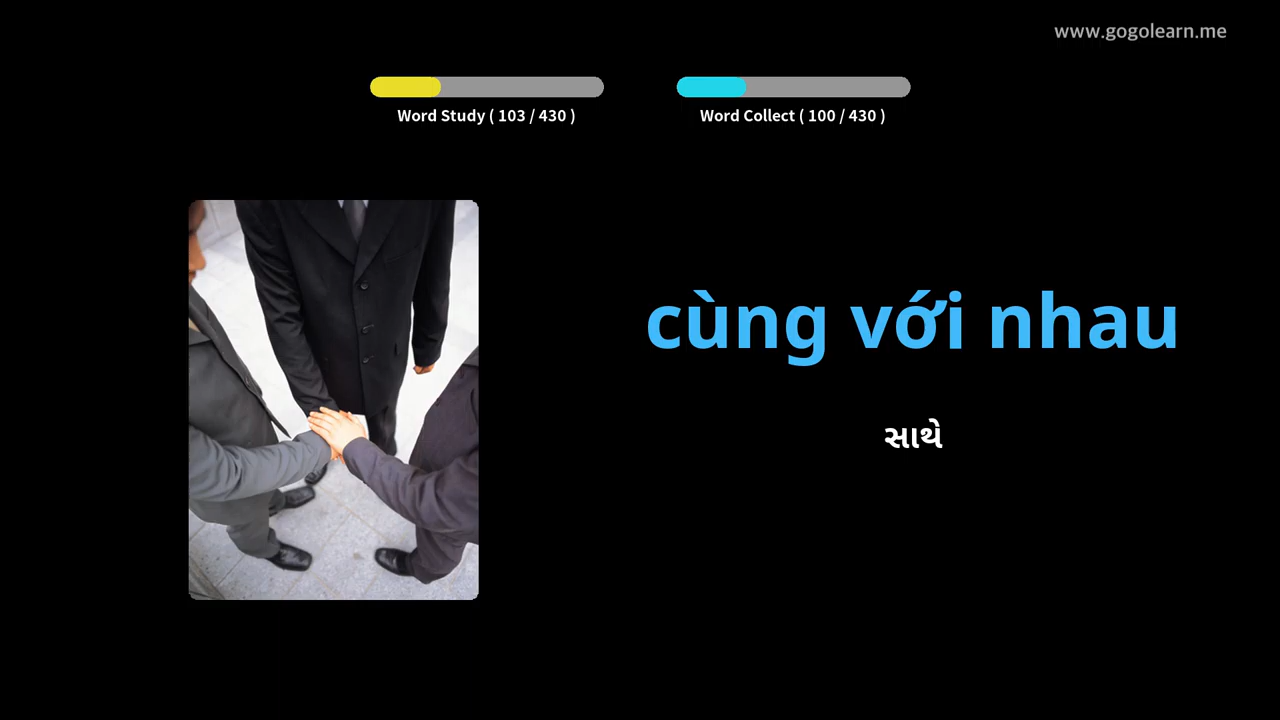 www.gogolearn.me
Word Study ( 103 / 430 )
Word Collect ( 100 / 430 )
cùng với nhau
સાથે